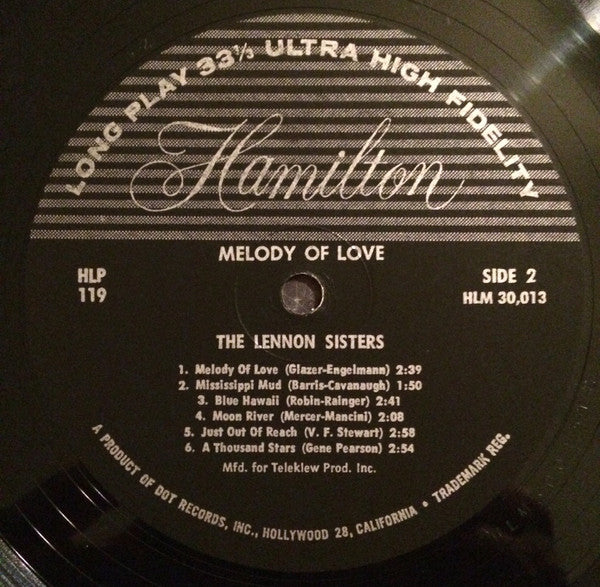 LONG PLAY 33⅓ ULTRA HIGH FIDELITY
Hamilton
MELODY OF LOVE
HLP
119
SIDE 2
HLM 30,013
THE LENNON SISTERS
1. Melody Of Love (Glazer-Engelmann) 2:39
2. Mississippi Mud (Barris-Cavanaugh) 1:50
3. Blue Hawaii (Robin-Rainger) 2:41
4. Moon River (Mercer-Mancini) 2:08
5. Just Out Of Reach (V. F. Stewart) 2:58
6. A Thousand Stars (Gene Pearson) 2:54
Mfd. for Teleklew Prod. Inc.
A PRODUCT OF DOT RECORDS, INC., HOLLYWOOD 28, CALIFORNIA • TRADEMARK REG.